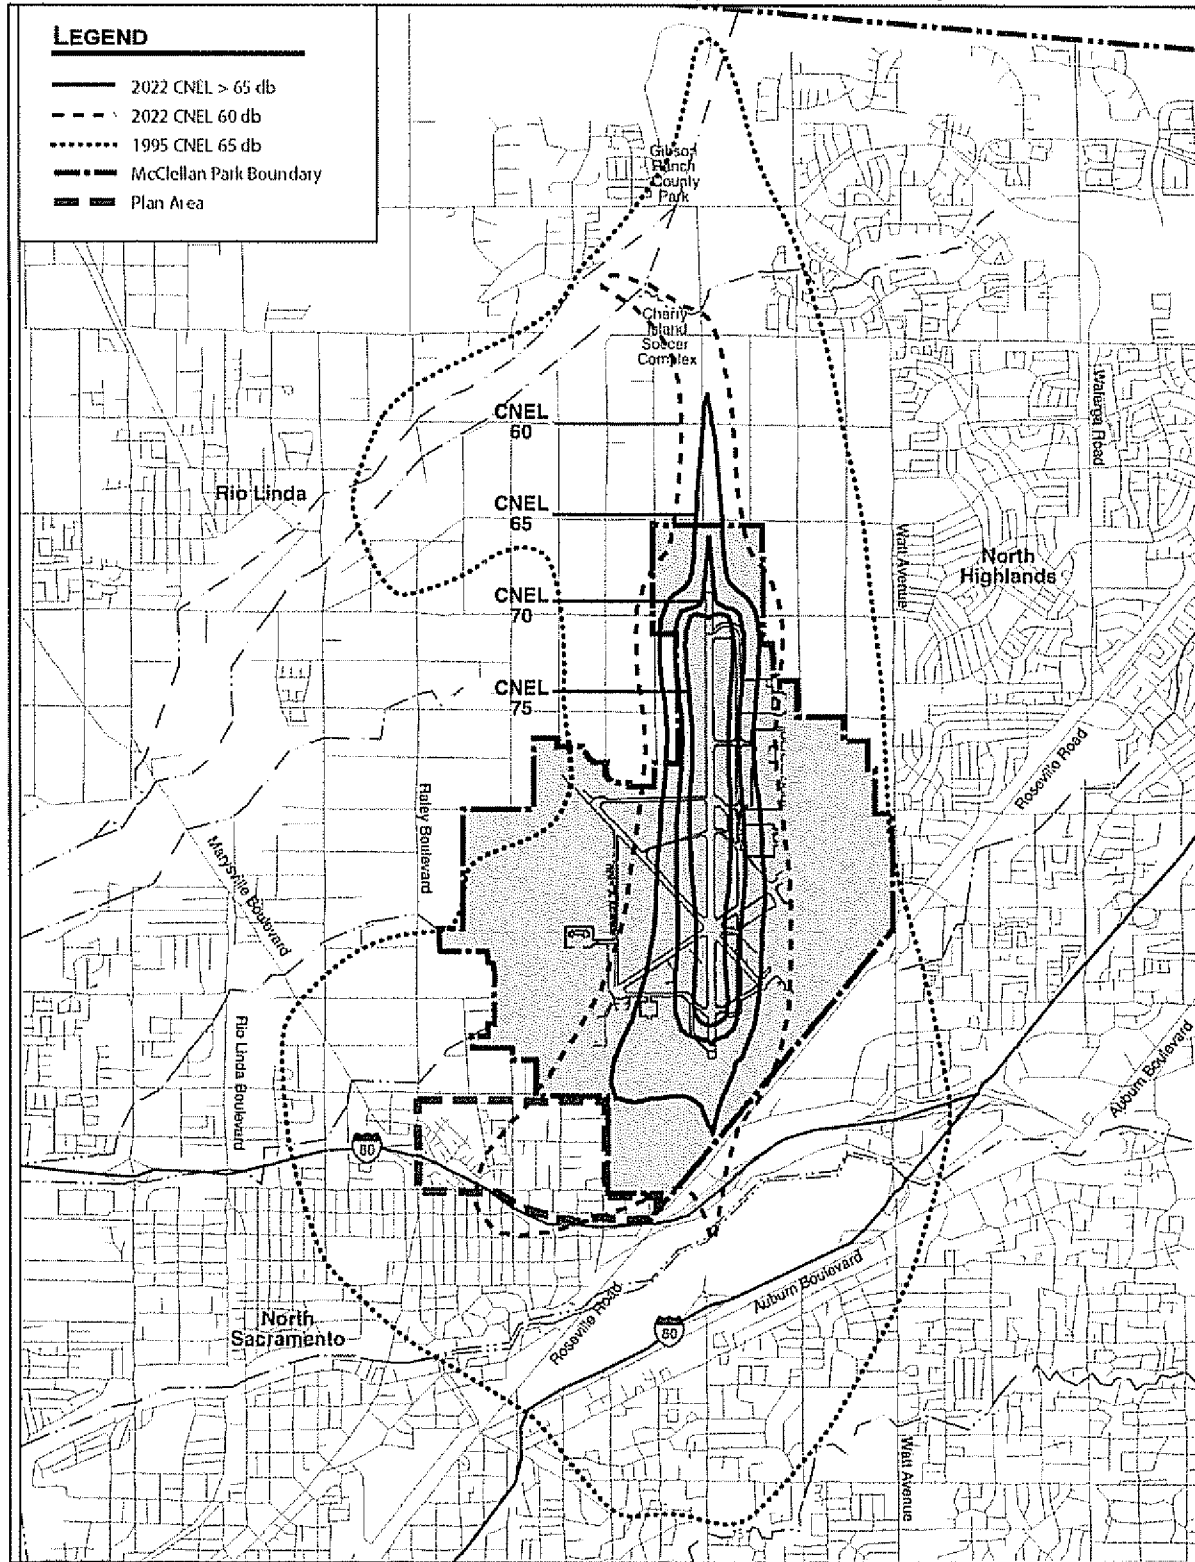 LEGEND
2022 CNEL > 65 db
2022 CNEL 60 db
1995 CNEL 65 db
McClellan Park Boundary
Plan Area
Gibson
Ranch
County
Park
Charly
Island
Soccer
Complex
CNEL
60
Walerga Road
Rio Linda
CNEL
65
Watt Avenue
North
Highlands
CNEL
70
CNEL
75
Roseville Road
Raley Boulevard
Marysville Boulevard
Rio Linda Boulevard
Auburn Boulevard
80
North
Sacramento
Roseville Road
80
Auburn Boulevard
Watt Avenue